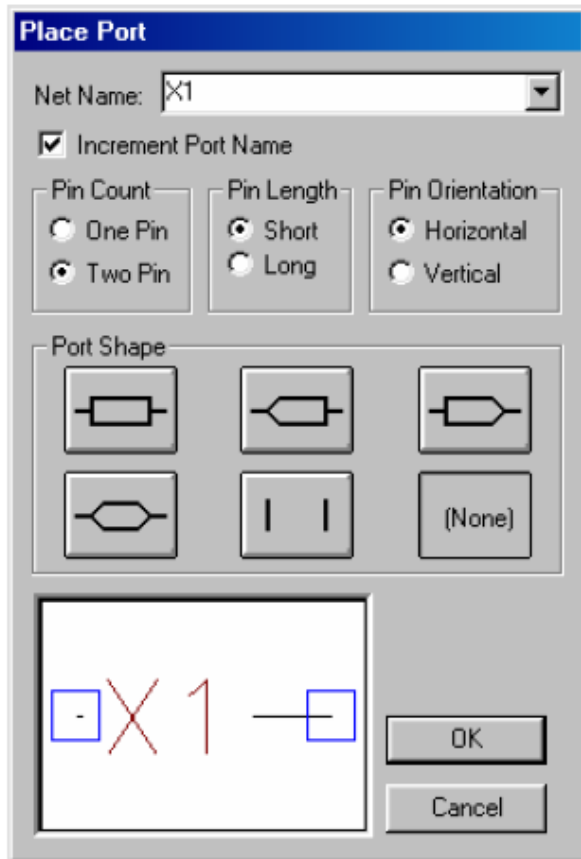 Place Port
Net Name: X1
Increment Port Name
Pin Count
One Pin
Two Pin
Pin Length
Short
Long
Pin Orientation
Horizontal
Vertical
Port Shape
(None)
X1
OK
Cancel